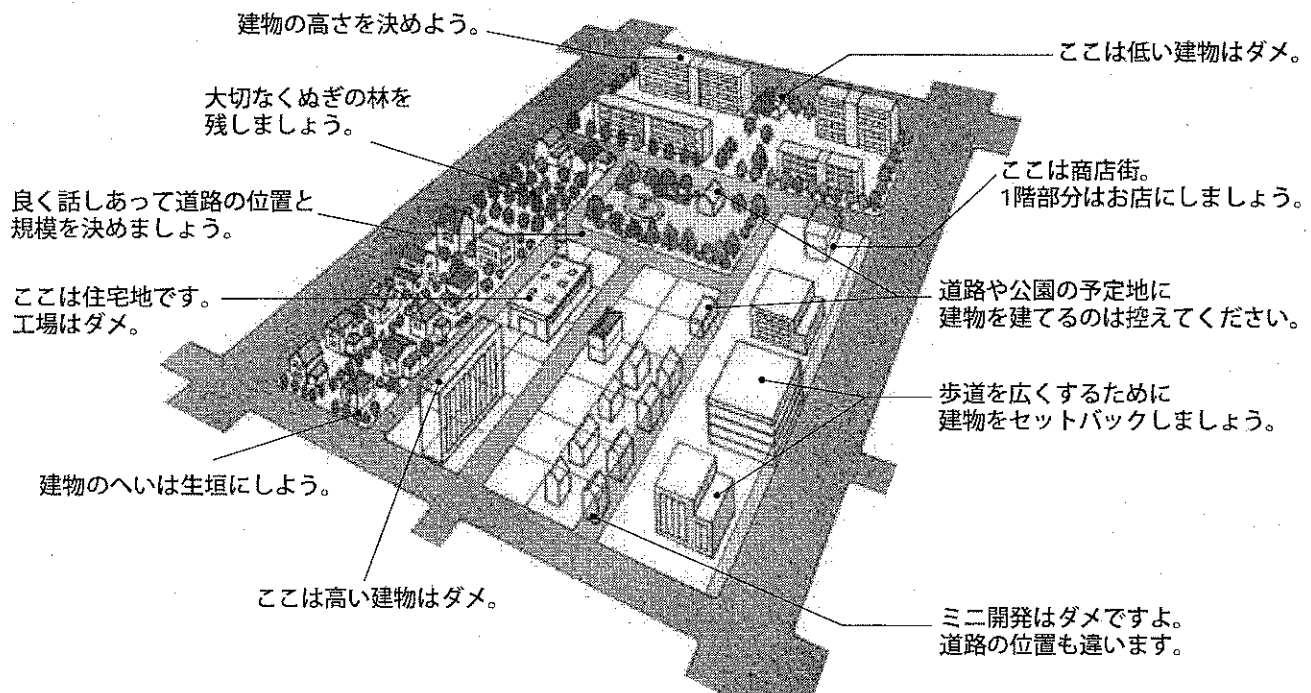 建物の高さを決めよう。
ここは低い建物はダメ。
大切なくぬぎの林を
残しましょう。
ここは商店街。
1階部分はお店にしましょう。
良く話しあって道路の位置と
規模を決めましょう。
道路や公園の予定地に
建物を建てるのは控えてください。
ここは住宅地です。
工場はダメ。
歩道を広くするために
建物をセットバックしましょう。
建物のへいは生垣にしよう。
ここは高い建物はダメ。
ミニ開発はダメですよ。
道路の位置も違います。